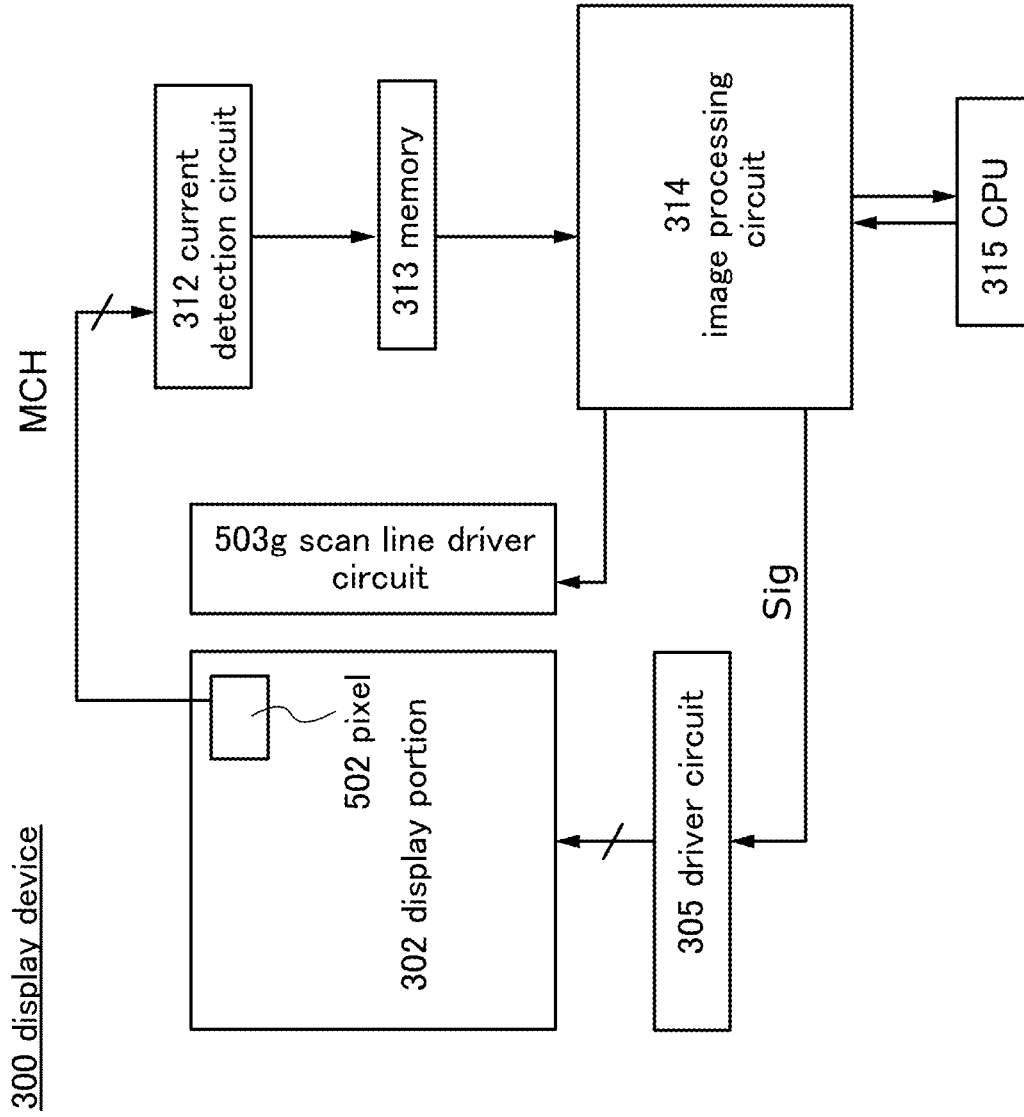 300 display device
MCH
312 current
detection circuit
313 memory
314
image processing
circuit
315 CPU
503g scan line driver
circuit
502 pixel
302 display portion
305 driver circuit
Sig